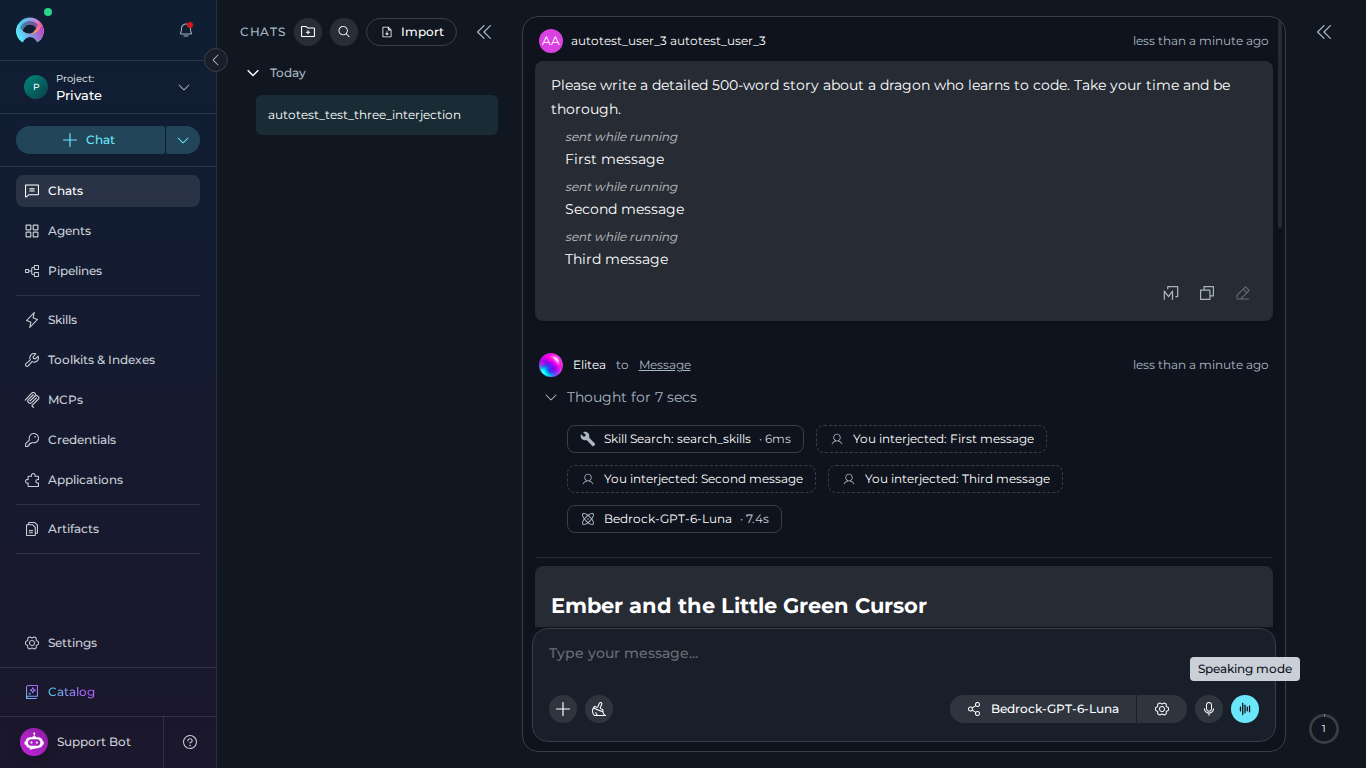 Project:
P
Private
Chat
Chats
Agents
Pipelines
Skills
Toolkits & Indexes
MCPs
Credentials
Applications
Artifacts
Settings
Catalog
Support Bot
CHATS
Import
Today
autotest_test_three_interjection
AA
autotest_user_3 autotest_user_3
less than a minute ago
Please write a detailed 500-word story about a dragon who learns to code. Take your time and be
thorough.
sent while running
First message
sent while running
Second message
sent while running
Third message
Elitea to Message
less than a minute ago
Thought for 7 secs
Skill Search: search_skills · 6ms
You interjected: First message
You interjected: Second message
You interjected: Third message
Bedrock-GPT-6-Luna · 7.4s
Ember and the Little Green Cursor
Type your message...
Speaking mode
Bedrock-GPT-6-Luna
1